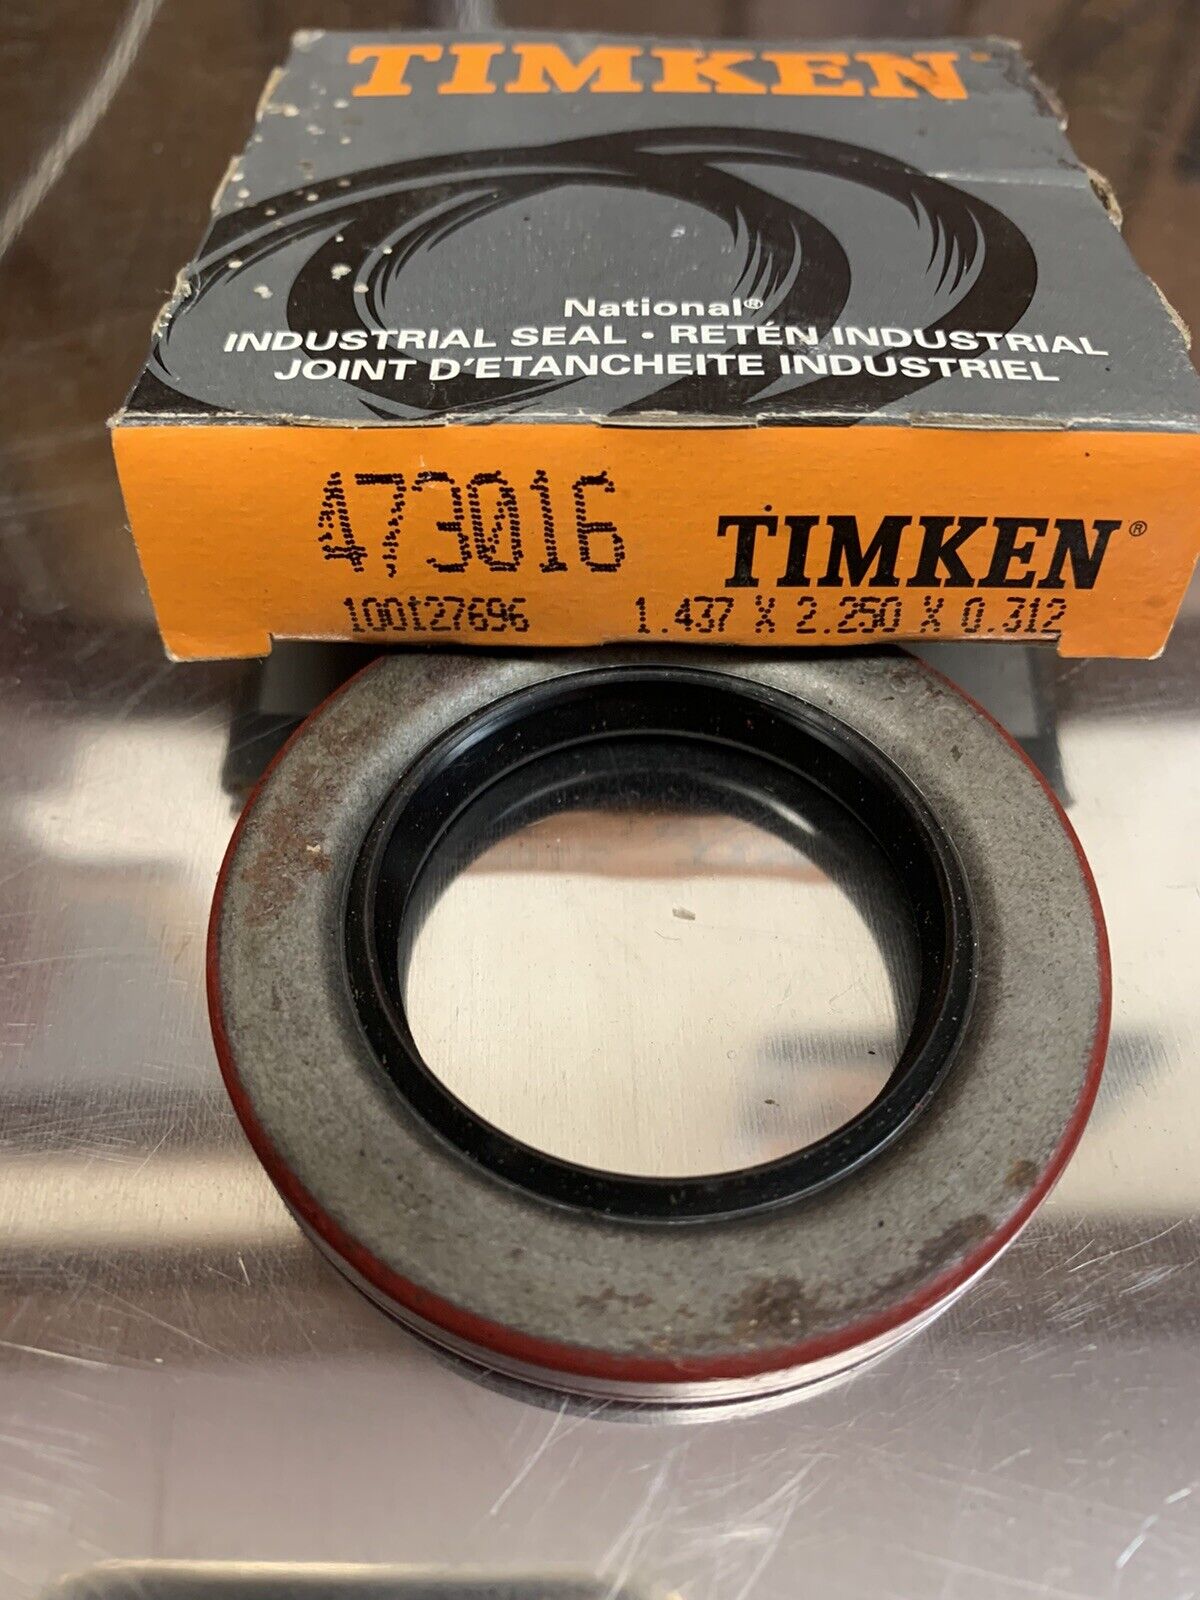 TIMKEN
National®
INDUSTRIAL SEAL · RETÉN INDUSTRIAL
JOINT D'ETANCHEITE INDUSTRIEL
473016
TIMKEN®
100127696 1.437 X 2.250 X 0.312